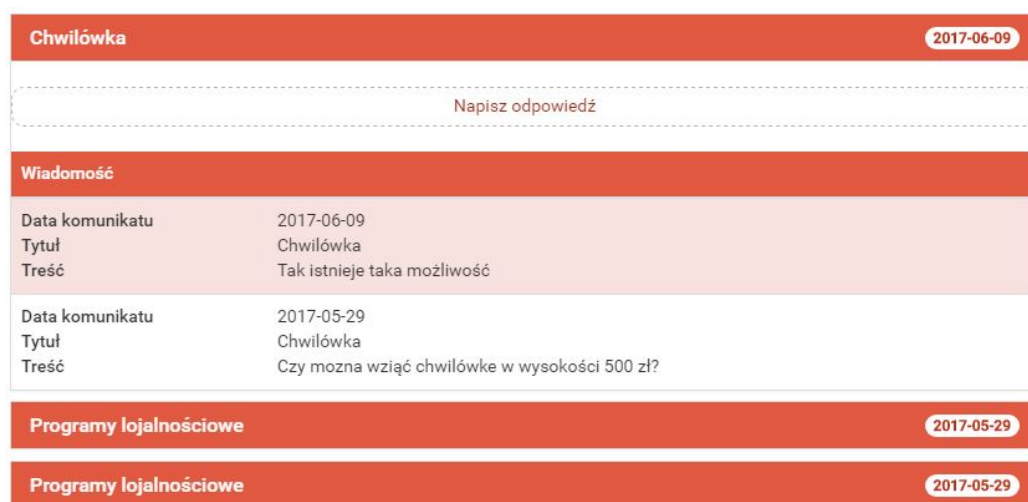 Chwilówka 2017-06-09
Napisz odpowiedź
Wiadomość
Data komunikatu 2017-06-09
Tytuł Chwilówka
Treść Tak istnieje taka możliwość
Data komunikatu 2017-05-29
Tytuł Chwilówka
Treść Czy mozna wziąć chwilówke w wysokości 500 zł?
Programy lojalnościowe 2017-05-29
Programy lojalnościowe 2017-05-29